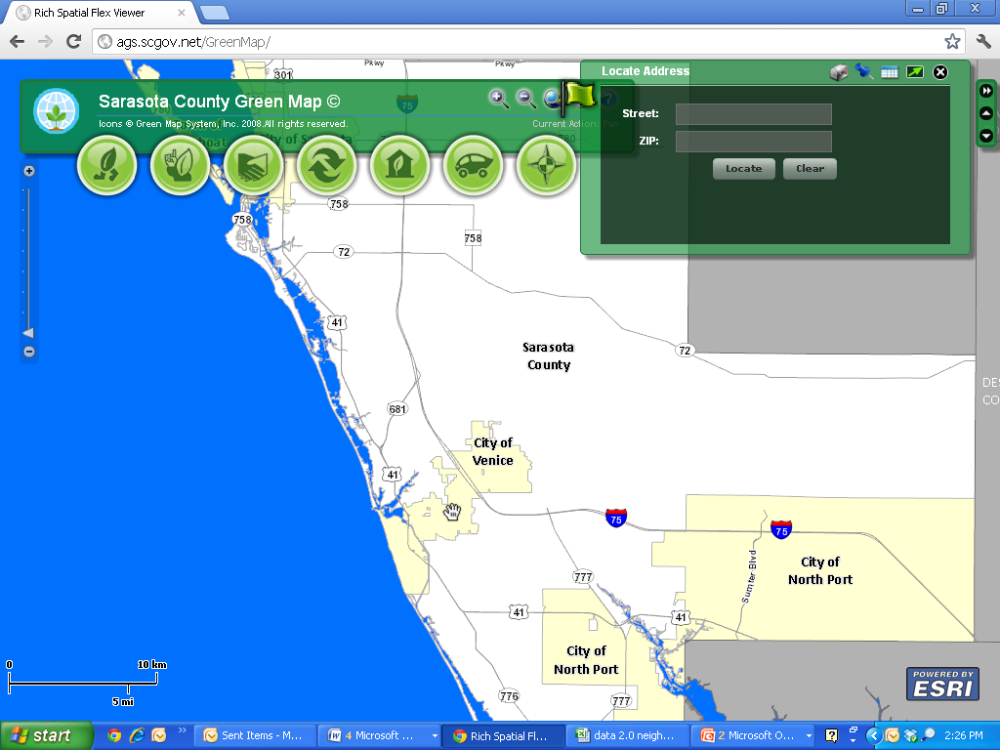 Rich Spatial Flex Viewer
ags.scgov.net/GreenMap/
Pkwy
Pkwy
301
75
Locate Address
Sarasota County Green Map ©
Icons © Green Map System, Inc. 2008.All rights reserved.
Current Action: Pan
Street:
ZIP:
Locate
Clear
758
758
758
72
41
Sarasota
County
72
DES
CO
681
City of
Venice
41
75
75
City of
North Port
Sumter Blvd
777
41
41
City of
North Port
776
777
0
10 km
5 mi
POWERED BY
ESRI
start
Sent Items - M...
4 Microsoft ...
Rich Spatial Fl...
data 2.0 neigh...
2 Microsoft O...
2:26 PM